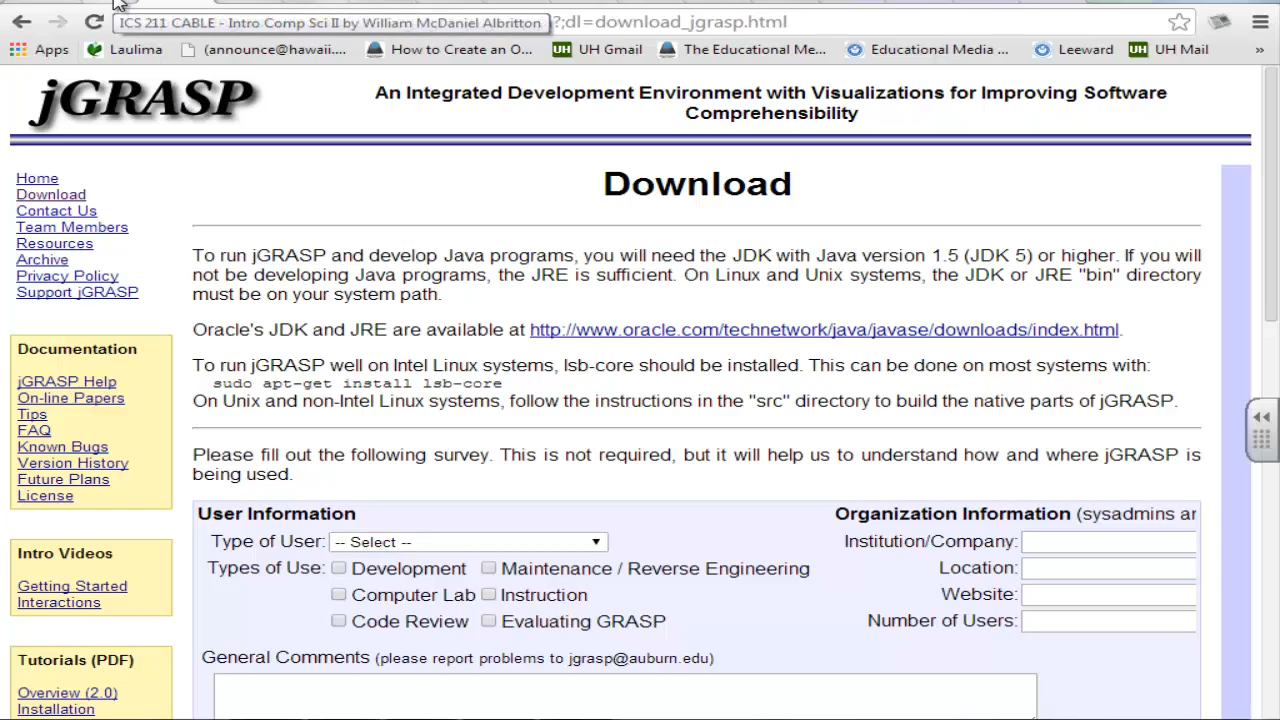 ICS 211 CABLE - Intro Comp Sci II by William McDaniel Albritton
?;dl=download_jgrasp.html
Apps Laulima (announce@hawaii.... How to Create an O... UH UH Gmail The Educational Me... Educational Media ... Leeward UH UH Mail »
jGRASP
An Integrated Development Environment with Visualizations for Improving Software
Comprehensibility
Home
Download
Contact Us
Team Members
Resources
Archive
Privacy Policy
Support jGRASP
Documentation
jGRASP Help
On-line Papers
Tips
FAQ
Known Bugs
Version History
Future Plans
License
Intro Videos
Getting Started
Interactions
Tutorials (PDF)
Overview (2.0)
Installation
Download
To run jGRASP and develop Java programs, you will need the JDK with Java version 1.5 (JDK 5) or higher. If you will
not be developing Java programs, the JRE is sufficient. On Linux and Unix systems, the JDK or JRE "bin" directory
must be on your system path.
Oracle's JDK and JRE are available at http://www.oracle.com/technetwork/java/javase/downloads/index.html.
To run jGRASP well on Intel Linux systems, lsb-core should be installed. This can be done on most systems with:
sudo apt-get install lsb-core
On Unix and non-Intel Linux systems, follow the instructions in the "src" directory to build the native parts of jGRASP.
Please fill out the following survey. This is not required, but it will help us to understand how and where jGRASP is
being used.
User Information
Type of User: -- Select --
Types of Use: Development Maintenance / Reverse Engineering
Computer Lab Instruction
Code Review Evaluating GRASP
Organization Information (sysadmins ar
Institution/Company:
Location:
Website:
Number of Users:
General Comments (please report problems to jgrasp@auburn.edu)